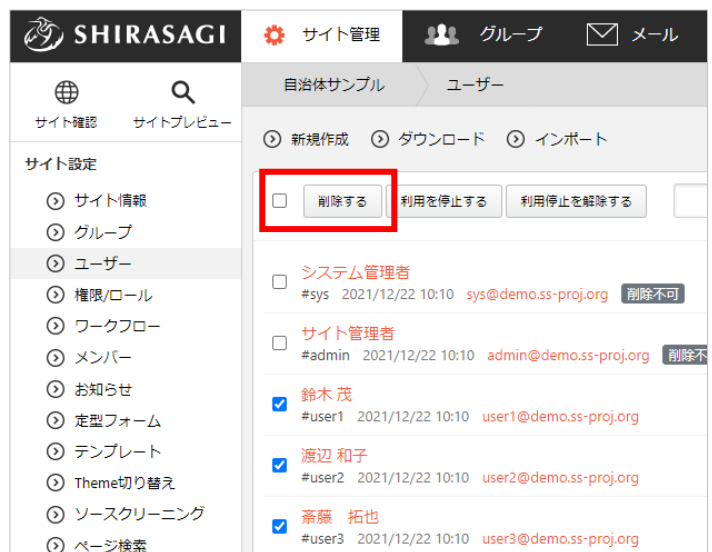 SHIRASAGI
サイト管理
グループ
メール
サイト確認
サイトプレビュー
自治体サンプル
ユーザー
新規作成
ダウンロード
インポート
サイト設定
サイト情報
グループ
ユーザー
権限/ロール
ワークフロー
メンバー
お知らせ
定型フォーム
テンプレート
Theme切り替え
ソースクリーニング
ページ検索
削除する
利用を停止する
利用停止を解除する
システム管理者
#sys 2021/12/22 10:10 sys@demo.ss-proj.org 削除不可
サイト管理者
#admin 2021/12/22 10:10 admin@demo.ss-proj.org 削除不
鈴木 茂
#user1 2021/12/22 10:10 user1@demo.ss-proj.org
渡辺 和子
#user2 2021/12/22 10:10 user2@demo.ss-proj.org
斎藤　拓也
#user3 2021/12/22 10:10 user3@demo.ss-proj.org